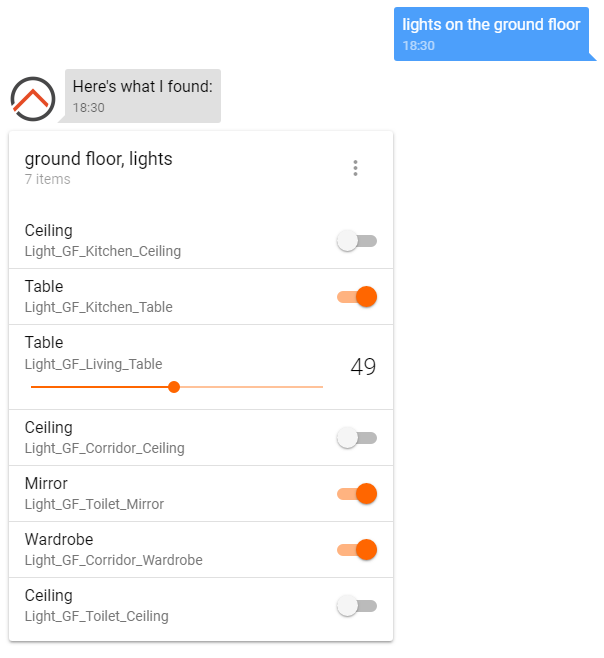 lights on the ground floor
18:30
Here's what I found:
18:30
ground floor, lights
7 items
Ceiling
Light_GF_Kitchen_Ceiling
Table
Light_GF_Kitchen_Table
Table
Light_GF_Living_Table
49
Ceiling
Light_GF_Corridor_Ceiling
Mirror
Light_GF_Toilet_Mirror
Wardrobe
Light_GF_Corridor_Wardrobe
Ceiling
Light_GF_Toilet_Ceiling